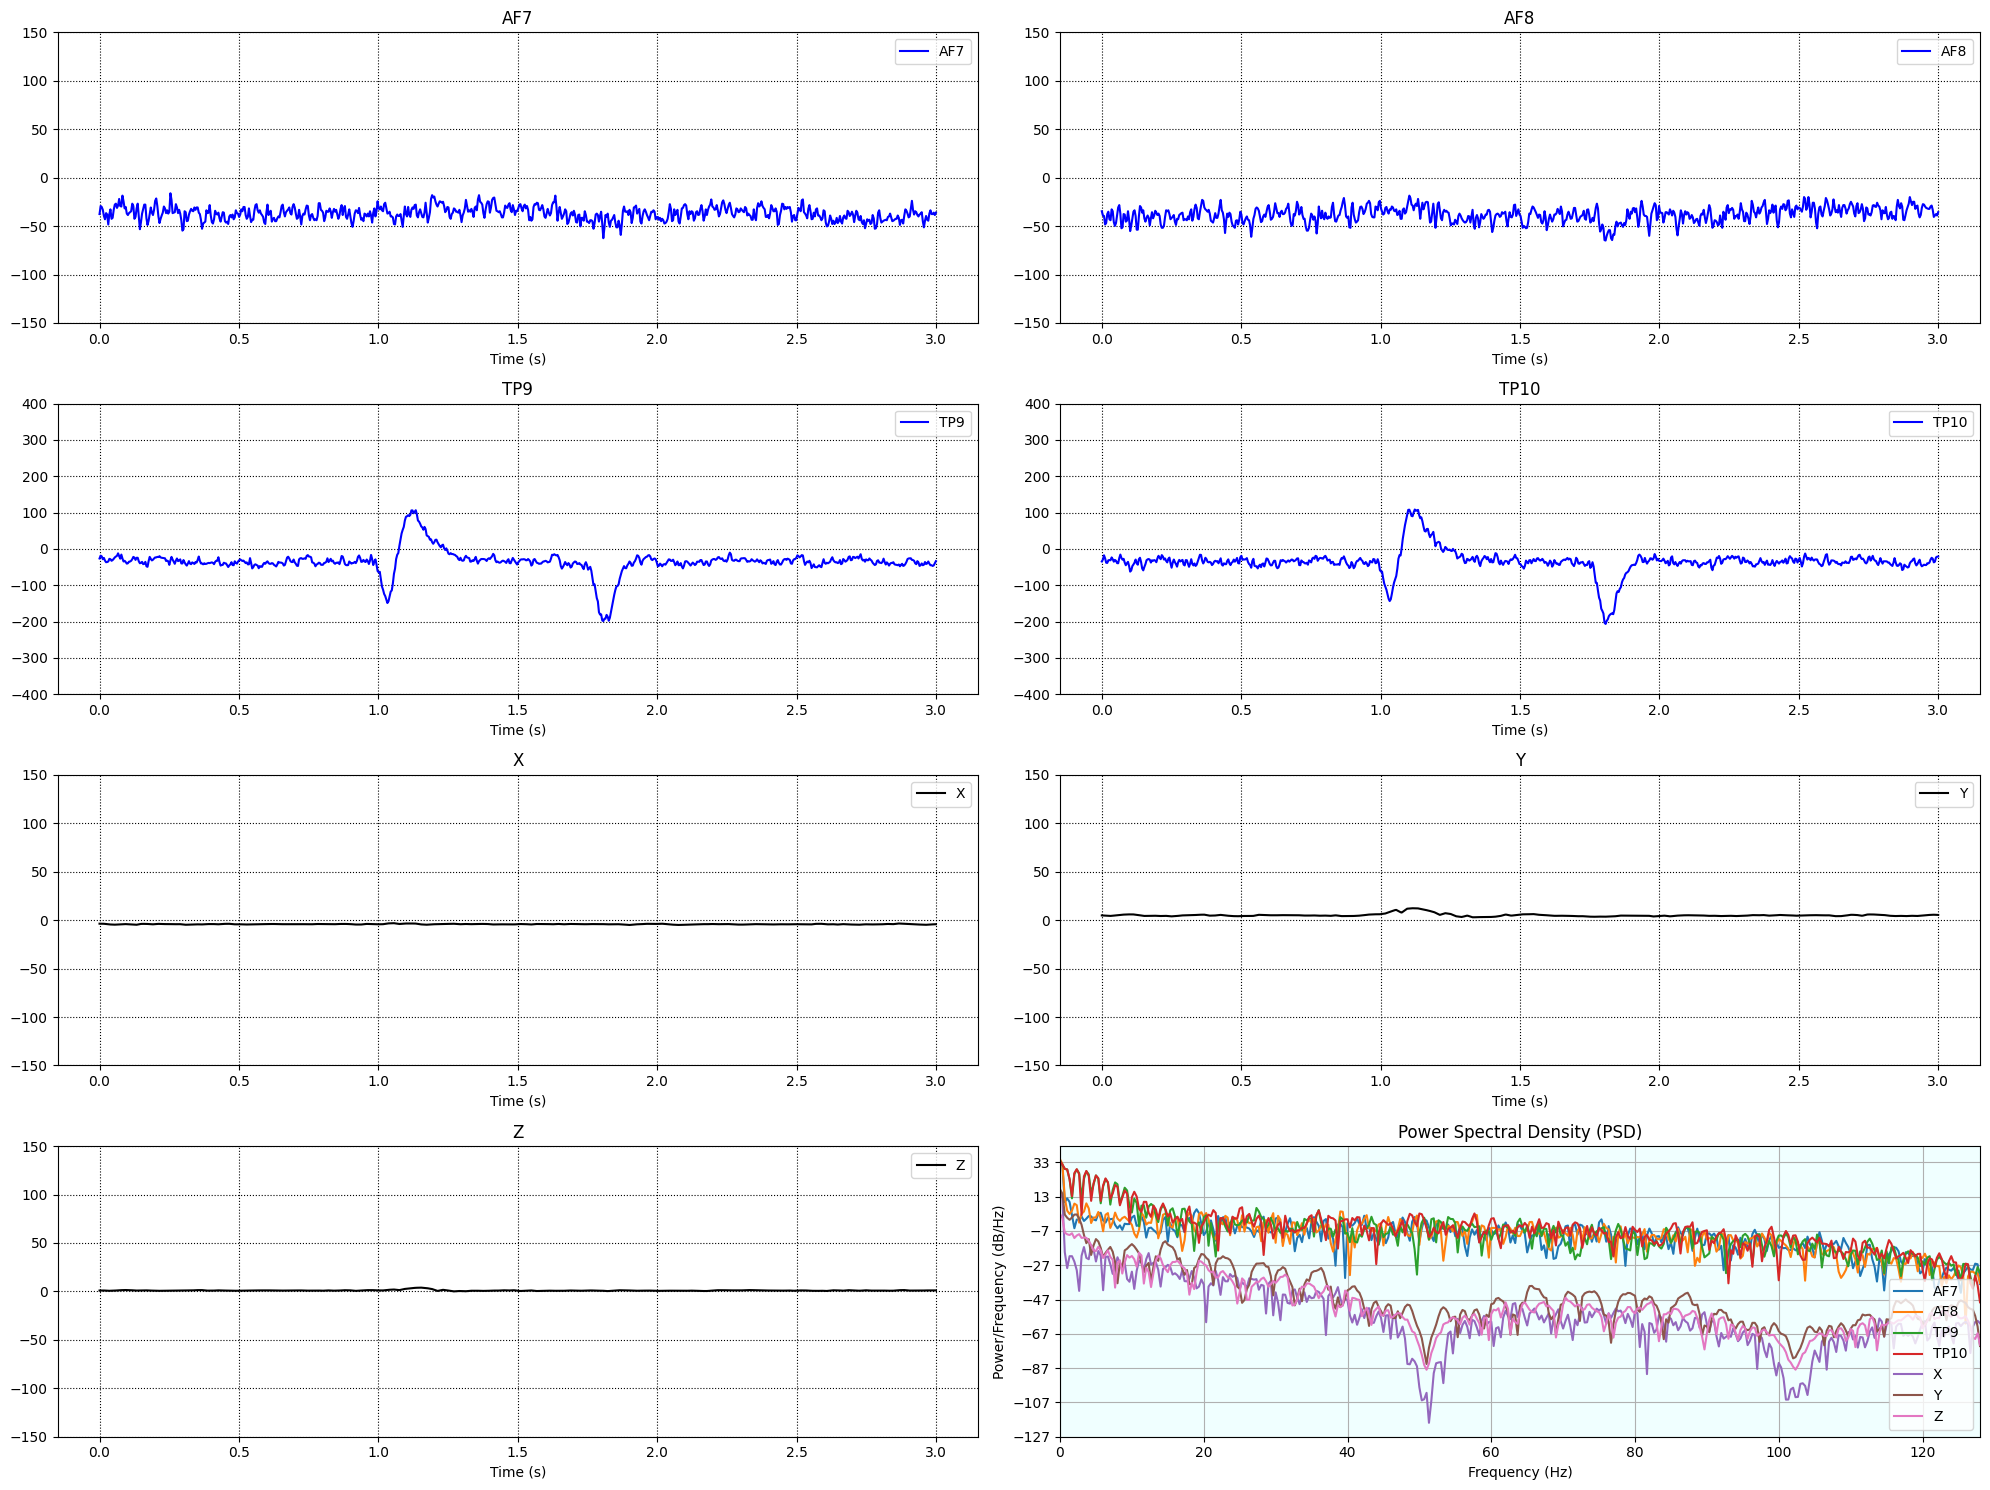 AF7
150
100
50
0
−50
−100
−150
AF7
0.0 0.5 1.0 1.5 2.0 2.5 3.0
Time (s)
AF8
150
100
50
0
−50
−100
−150
AF8
0.0 0.5 1.0 1.5 2.0 2.5 3.0
Time (s)
TP9
400
300
200
100
0
−100
−200
−300
−400
TP9
0.0 0.5 1.0 1.5 2.0 2.5 3.0
Time (s)
TP10
400
300
200
100
0
−100
−200
−300
−400
TP10
0.0 0.5 1.0 1.5 2.0 2.5 3.0
Time (s)
X
150
100
50
0
−50
−100
−150
X
0.0 0.5 1.0 1.5 2.0 2.5 3.0
Time (s)
Y
150
100
50
0
−50
−100
−150
Y
0.0 0.5 1.0 1.5 2.0 2.5 3.0
Time (s)
Z
150
100
50
0
−50
−100
−150
Z
0.0 0.5 1.0 1.5 2.0 2.5 3.0
Time (s)
Power Spectral Density (PSD)
Power/Frequency (dB/Hz)
33
13
−7
−27
−47
−67
−87
−107
−127
AF7
AF8
TP9
TP10
X
Y
Z
0 20 40 60 80 100 120
Frequency (Hz)